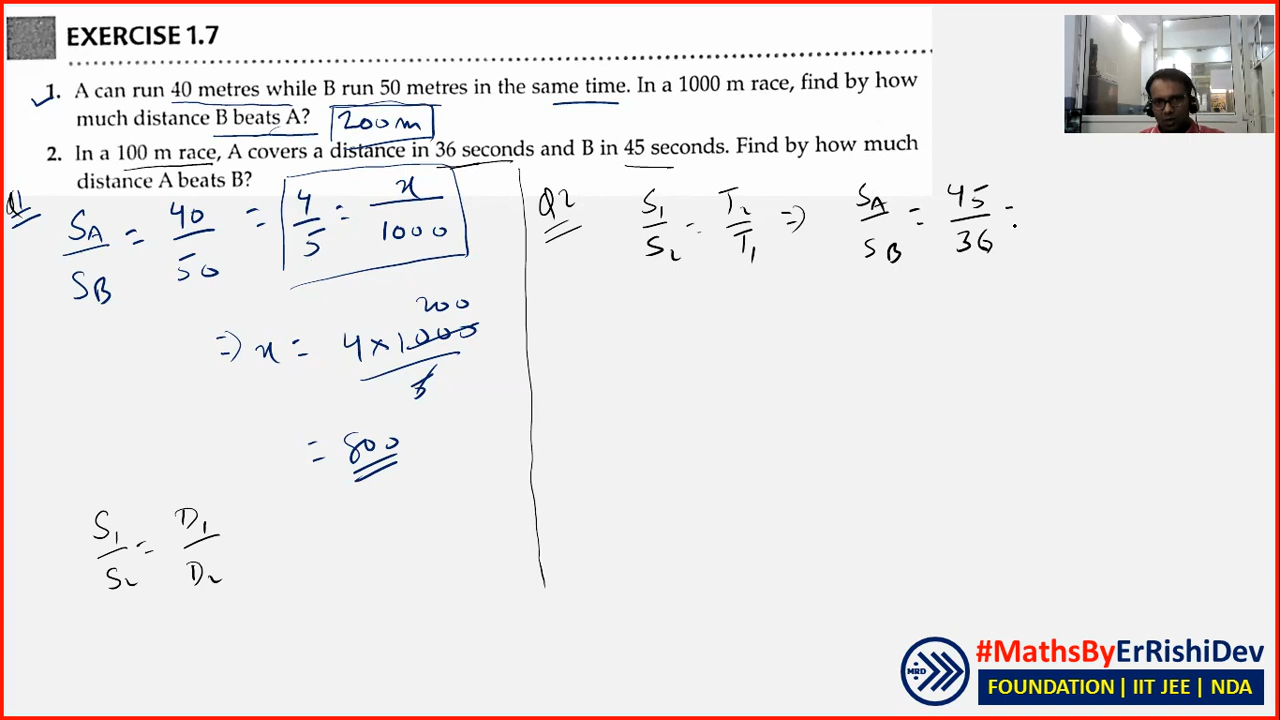 EXERCISE 1.7
1. A can run 40 metres while B run 50 metres in the same time. In a 1000 m race, find by how
much distance B beats A? 200m
2. In a 100 m race, A covers a distance in 36 seconds and B in 45 seconds. Find by how much
distance A beats B?
Q1
SA/SB = 40/50 = 4/5 = x/1000
⇒ x = 4×1000/5 200
= 800
S1/S2 = D1/D2
Q2 S1/S2 = T2/T1 ⇒ SA/SB = 45/36 =
MRD
#MathsByErRishiDev
FOUNDATION | IIT JEE | NDA